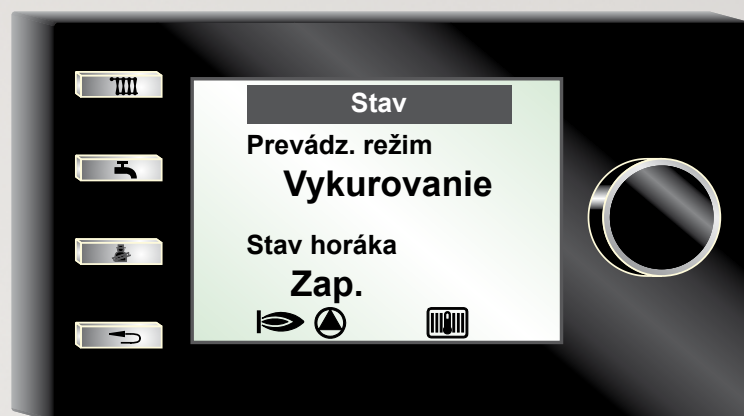 Stav
Prevádz. režim
Vykurovanie
Stav horáka
Zap.